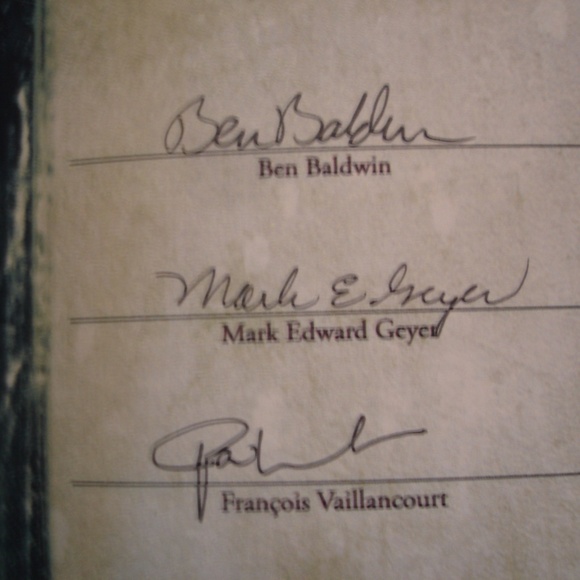 Ben Baldwin
Ben Baldwin
Mark E. Geyer
Mark Edward Geyer
François Vaillancourt